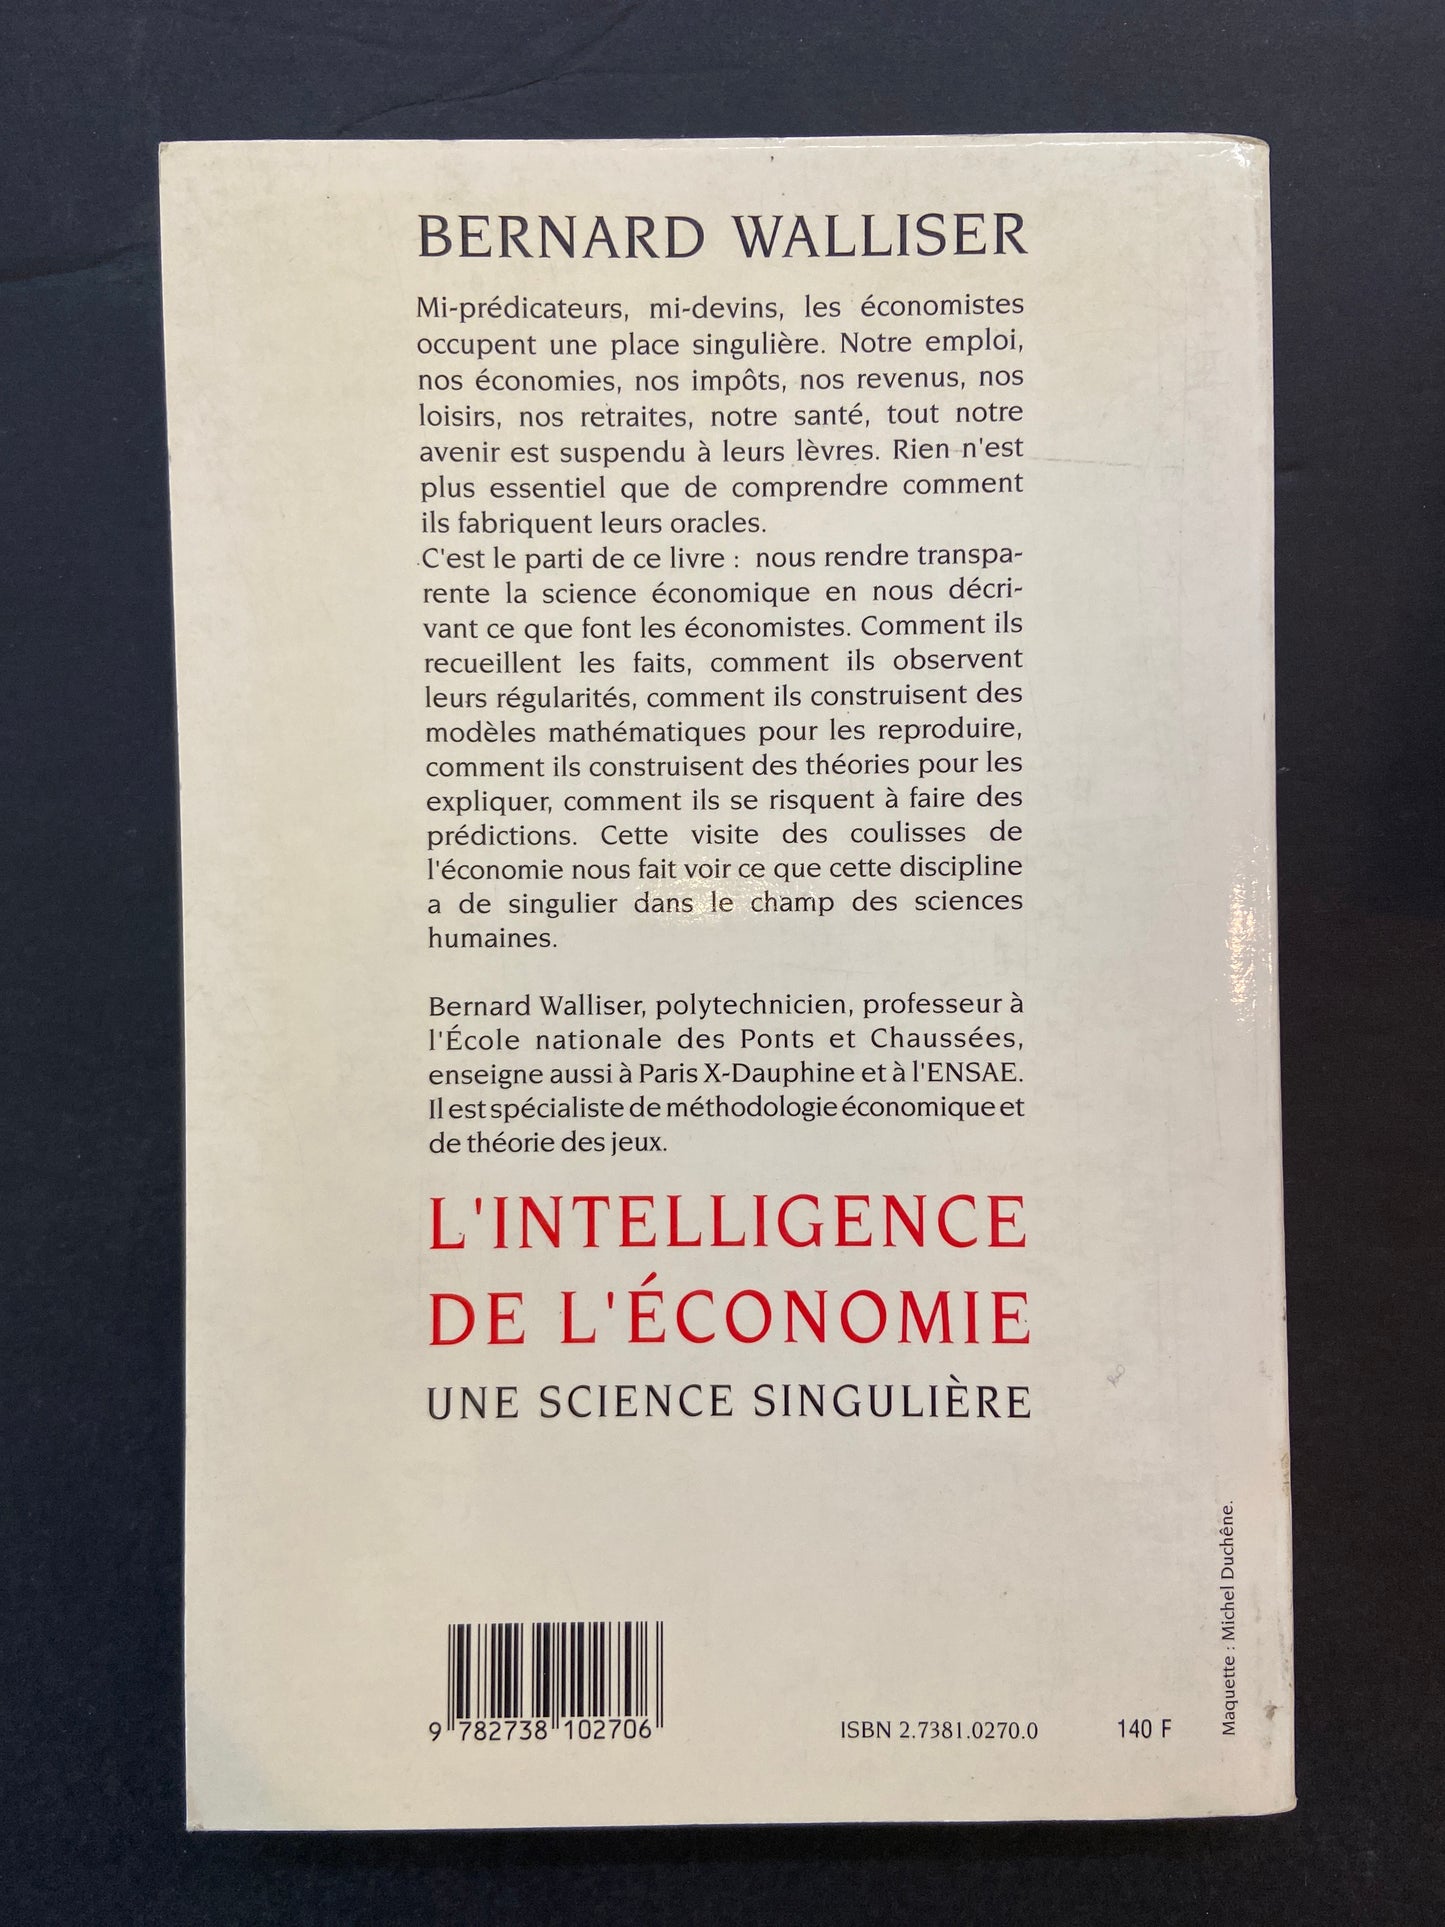 BERNARD WALLISER
Mi-prédicateurs, mi-devins, les économistes
occupent une place singulière. Notre emploi,
nos économies, nos impôts, nos revenus, nos
loisirs, nos retraites, notre santé, tout notre
avenir est suspendu à leurs lèvres. Rien n'est
plus essentiel que de comprendre comment
ils fabriquent leurs oracles.
C'est le parti de ce livre : nous rendre transpa-
rente la science économique en nous décri-
vant ce que font les économistes. Comment ils
recueillent les faits, comment ils observent
leurs régularités, comment ils construisent des
modèles mathématiques pour les reproduire,
comment ils construisent des théories pour les
expliquer, comment ils se risquent à faire des
prédictions. Cette visite des coulisses de
l'économie nous fait voir ce que cette discipline
a de singulier dans le champ des sciences
humaines.
Bernard Walliser, polytechnicien, professeur à
l'École nationale des Ponts et Chaussées,
enseigne aussi à Paris X-Dauphine et à l'ENSAE.
Il est spécialiste de méthodologie économique et
de théorie des jeux.
L'INTELLIGENCE
DE L'ÉCONOMIE
UNE SCIENCE SINGULIÈRE
9 782738 102706
ISBN 2.7381.0270.0
140 F
Maquette : Michel Duchêne.